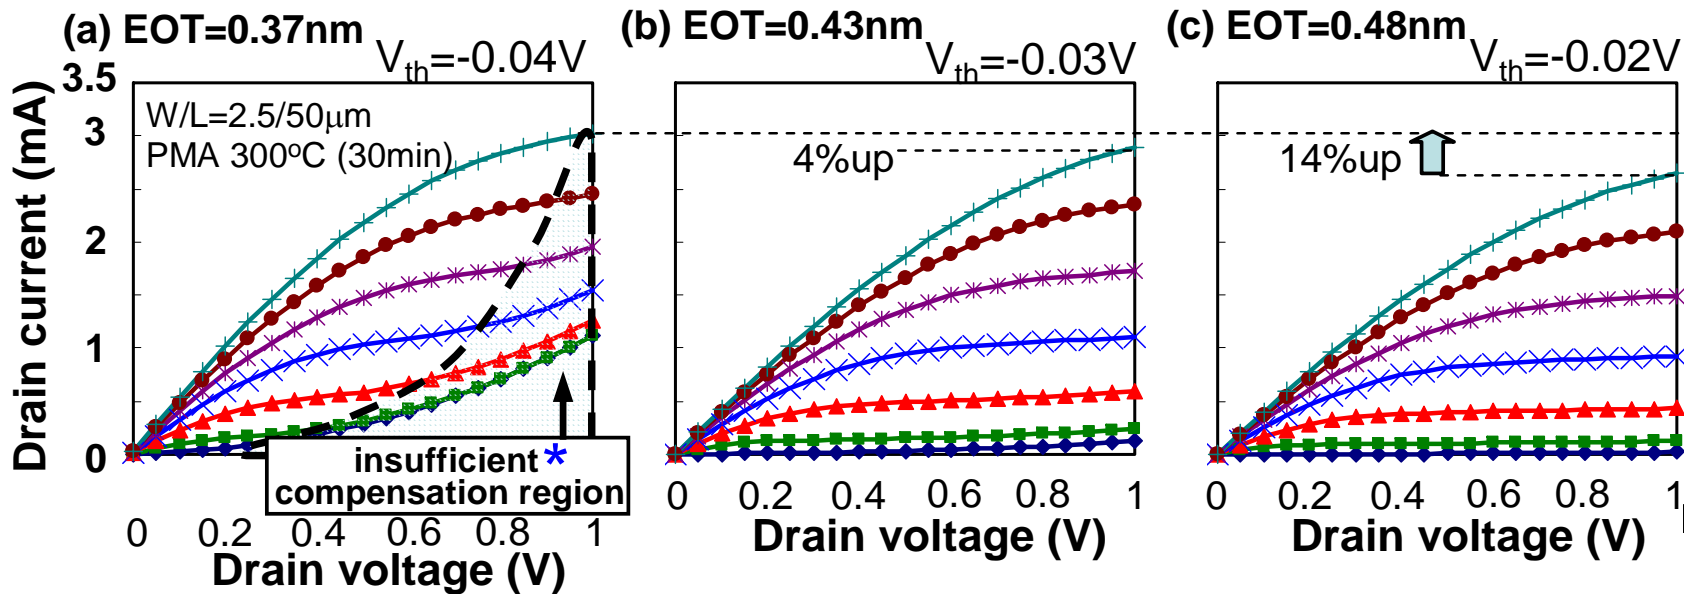 (a) EOT=0.37nm
(b) EOT=0.43nm
(c) EOT=0.48nm
Vth=-0.04V
Vth=-0.03V
Vth=-0.02V
Drain current (mA)
3.5
3
2
1
0
W/L=2.5/50μm
PMA 300ºC (30min)
4%up
14%up
insufficient *
compensation region
0 0.2 0.4 0.6 0.8 1
0 0.2 0.4 0.6 0.8 1
0 0.2 0.4 0.6 0.8 1
Drain voltage (V)
Drain voltage (V)
Drain voltage (V)